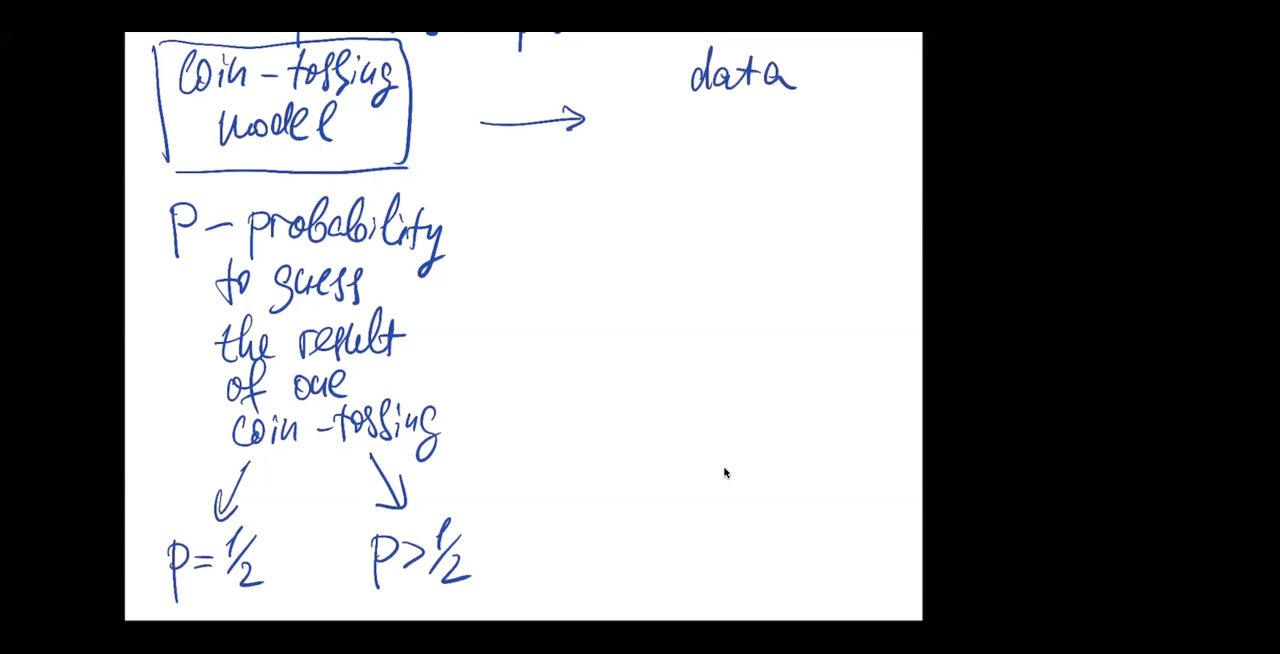 coin-tossing
model
data
p - probability
to guess
the result
of one
coin-tossing
p = 1/2
p > 1/2